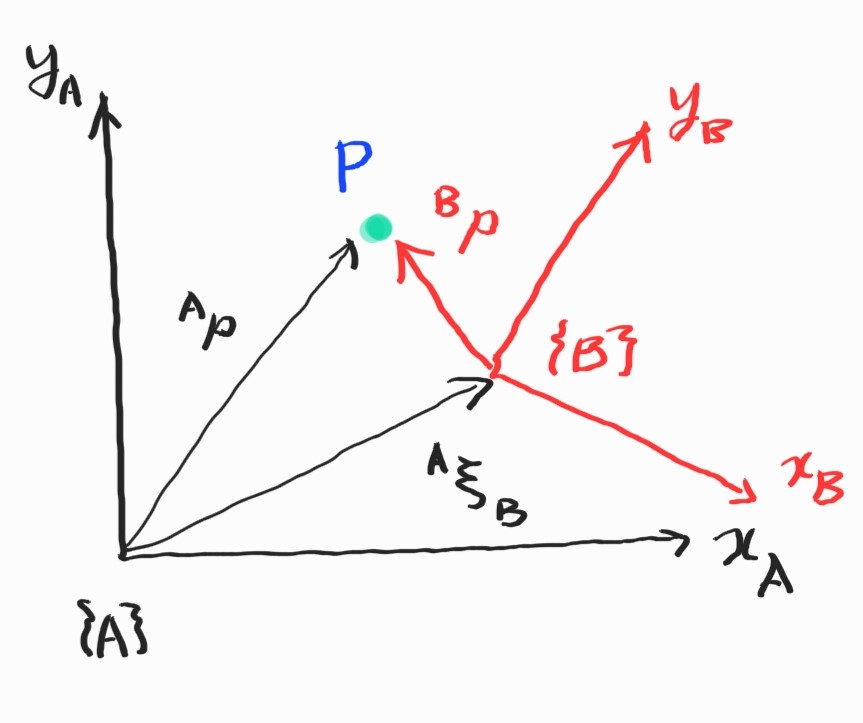 y_A
P
^B p
y_B
^A p
{B}
^A ξ_B
x_B
x_A
{A}